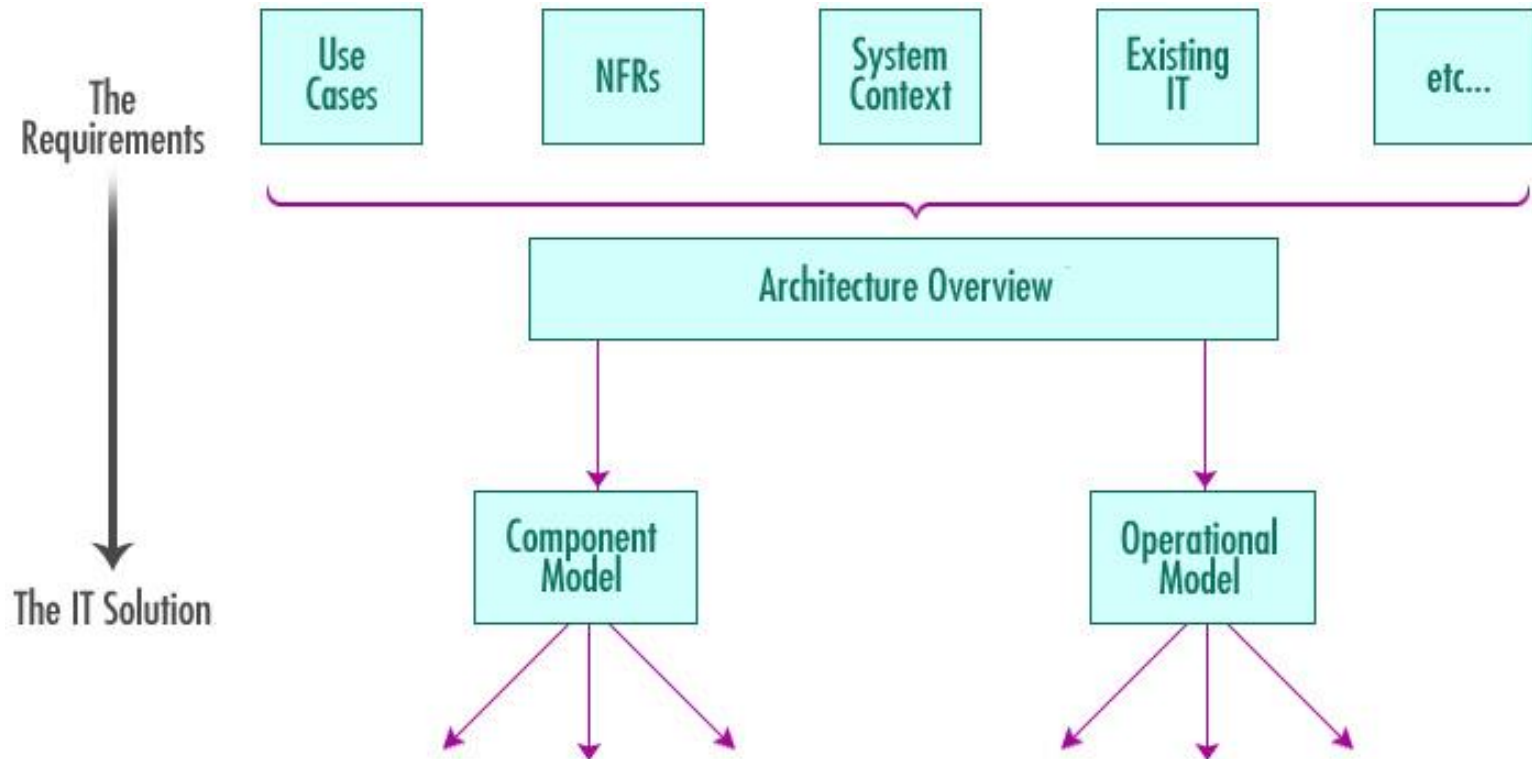 The
Requirements
Use
Cases
NFRs
System
Context
Existing
IT
etc...
Architecture Overview
Component
Model
Operational
Model
The IT Solution